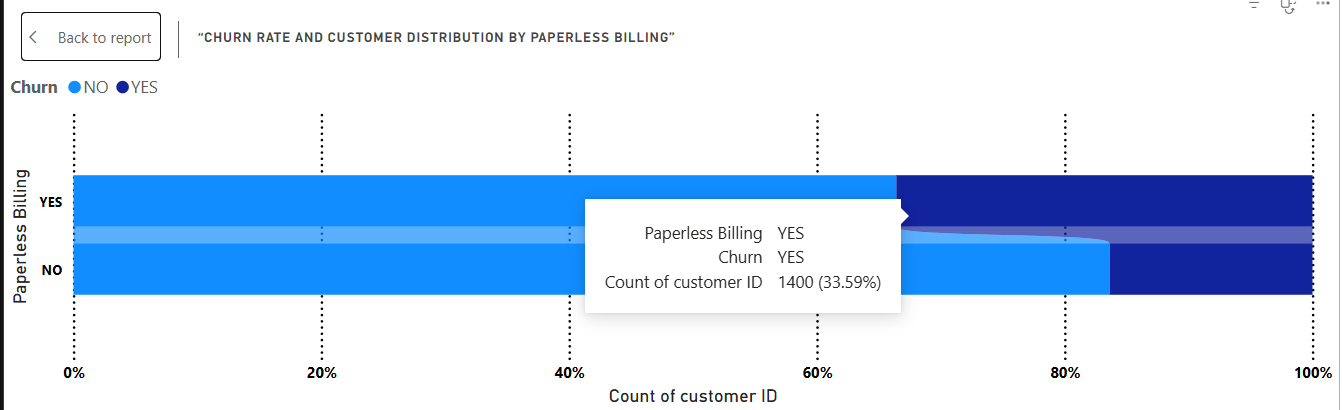 Back to report
“CHURN RATE AND CUSTOMER DISTRIBUTION BY PAPERLESS BILLING”
Churn NO YES
Paperless Billing
YES
NO
Paperless Billing YES
Churn YES
Count of customer ID 1400 (33.59%)
0% 20% 40% 60% 80% 100%
Count of customer ID